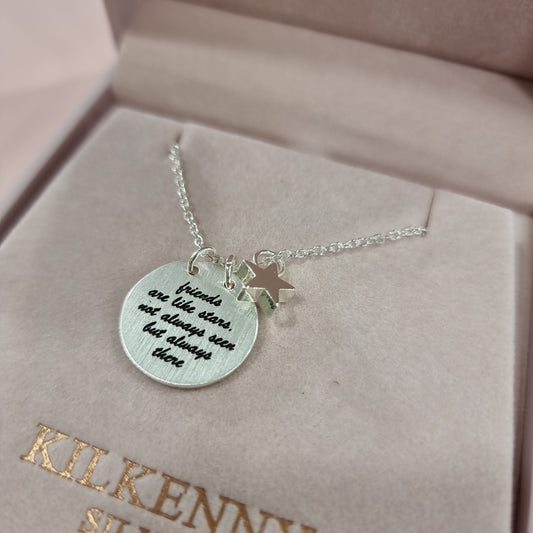 friends
are like stars,
not always seen
but always
there
KILKENNY